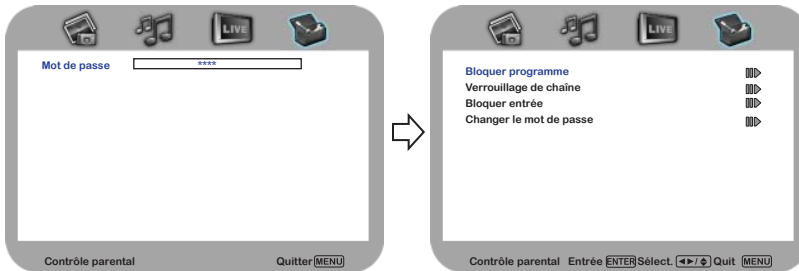 LIVE
Mot de passe ****
Contrôle parental Quitter MENU
LIVE
Bloquer programme
Verrouillage de chaîne
Bloquer entrée
Changer le mot de passe
Contrôle parental Entrée ENTER Sélect. ◄►/⬍ Quit MENU